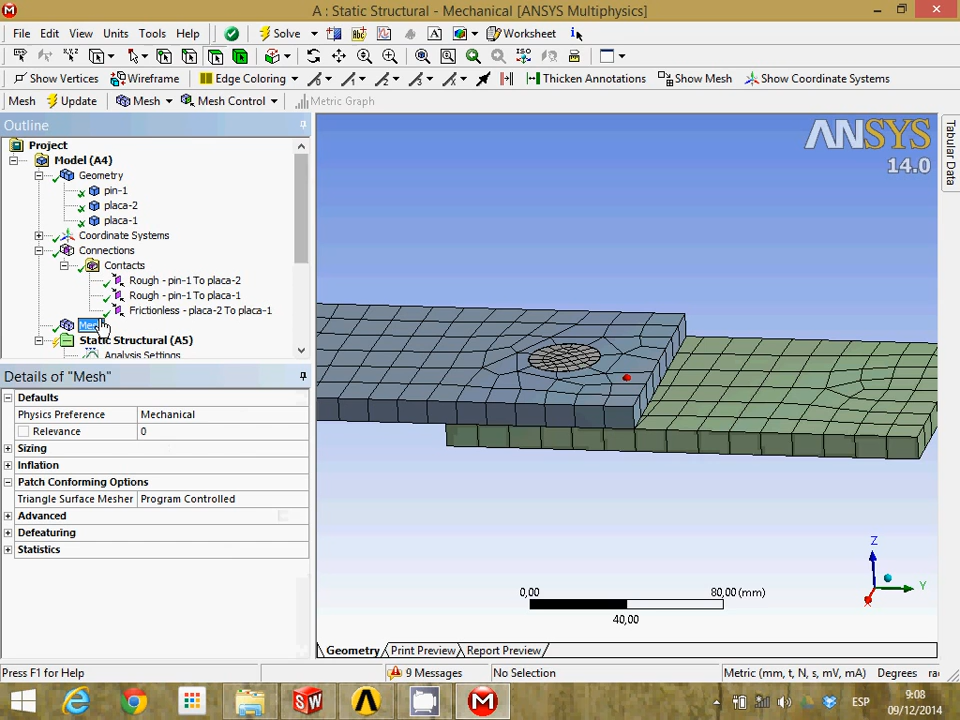 A : Static Structural - Mechanical [ANSYS Multiphysics]
File Edit View Units Tools Help Solve Worksheet
Show Vertices Wireframe Edge Coloring Thicken Annotations Show Mesh Show Coordinate Systems
Mesh Update Mesh Mesh Control Metric Graph
Outline
Project
Model (A4)
Geometry
pin-1
placa-2
placa-1
Coordinate Systems
Connections
Contacts
Rough - pin-1 To placa-2
Rough - pin-1 To placa-1
Frictionless - placa-2 To placa-1
Static Structural (A5)
Analysis Settings
Details of "Mesh"
Defaults
Physics Preference Mechanical
Relevance 0
Sizing
Inflation
Patch Conforming Options
Triangle Surface Mesher Program Controlled
Advanced
Defeaturing
Statistics
ANSYS
14.0
Tabular Data
Z
Y
X
0,00 80,00 (mm)
40,00
Geometry Print Preview Report Preview
Press F1 for Help 9 Messages No Selection Metric (mm, t, N, s, mV, mA) Degrees
ESP
9:08
09/12/2014